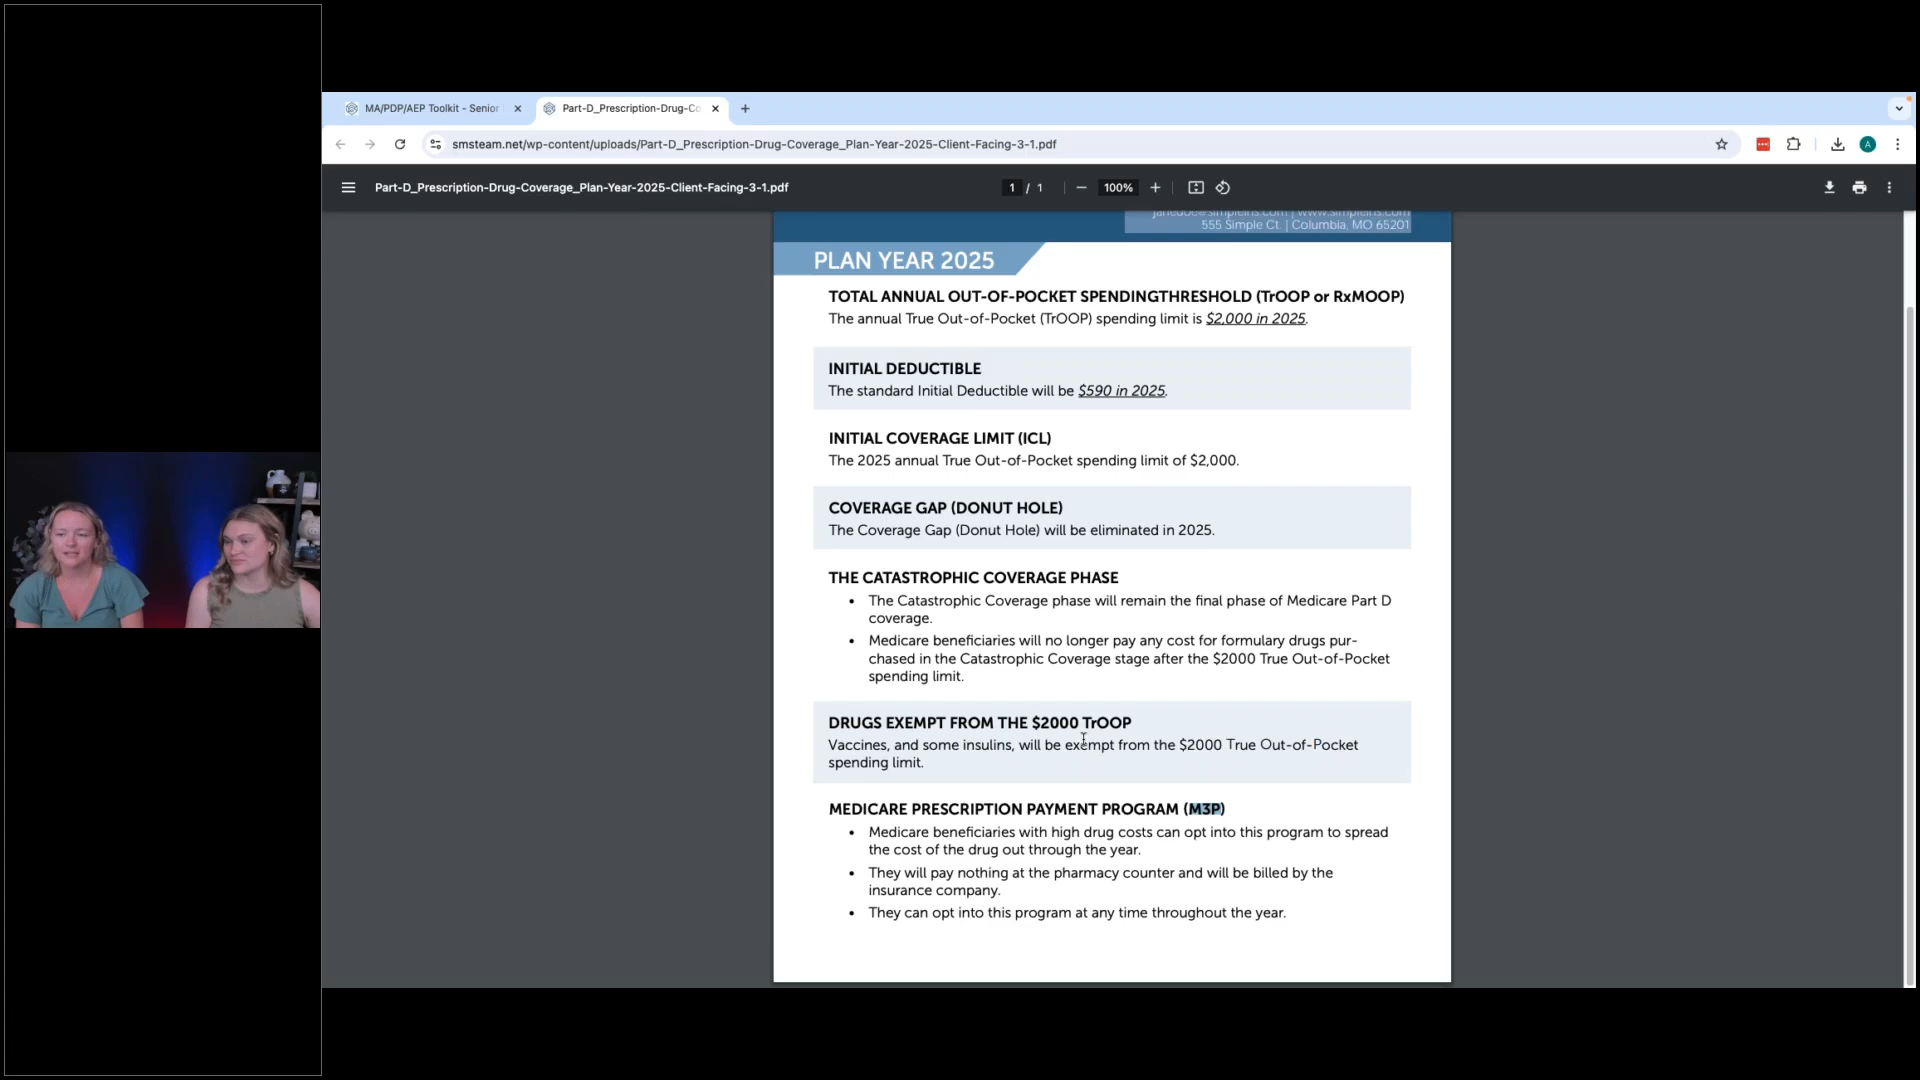 MA/PDP/AEP Toolkit - Senior
Part-D_Prescription-Drug-Co
smsteam.net/wp-content/uploads/Part-D_Prescription-Drug-Coverage_Plan-Year-2025-Client-Facing-3-1.pdf
A
Part-D_Prescription-Drug-Coverage_Plan-Year-2025-Client-Facing-3-1.pdf
1 / 1
100%
janedoe@simpleins.com | www.simpleins.com
555 Simple Ct. | Columbia, MO 65201
PLAN YEAR 2025
TOTAL ANNUAL OUT-OF-POCKET SPENDINGTHRESHOLD (TrOOP or RxMOOP)
The annual True Out-of-Pocket (TrOOP) spending limit is $2,000 in 2025.
INITIAL DEDUCTIBLE
The standard Initial Deductible will be $590 in 2025.
INITIAL COVERAGE LIMIT (ICL)
The 2025 annual True Out-of-Pocket spending limit of $2,000.
COVERAGE GAP (DONUT HOLE)
The Coverage Gap (Donut Hole) will be eliminated in 2025.
THE CATASTROPHIC COVERAGE PHASE
• The Catastrophic Coverage phase will remain the final phase of Medicare Part D
coverage.
• Medicare beneficiaries will no longer pay any cost for formulary drugs pur-
chased in the Catastrophic Coverage stage after the $2000 True Out-of-Pocket
spending limit.
DRUGS EXEMPT FROM THE $2000 TrOOP
Vaccines, and some insulins, will be exempt from the $2000 True Out-of-Pocket
spending limit.
MEDICARE PRESCRIPTION PAYMENT PROGRAM (M3P)
• Medicare beneficiaries with high drug costs can opt into this program to spread
the cost of the drug out through the year.
• They will pay nothing at the pharmacy counter and will be billed by the
insurance company.
• They can opt into this program at any time throughout the year.